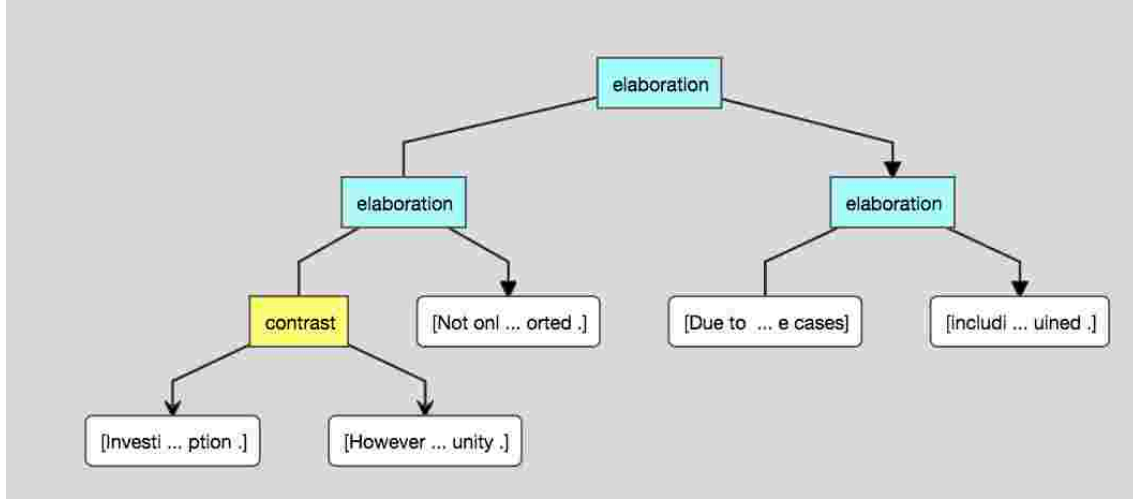 elaboration
elaboration
elaboration
contrast
[Not onl ... orted .]
[Due to ... e cases]
[includi ... uined .]
[Investi ... ption .]
[However ... unity .]